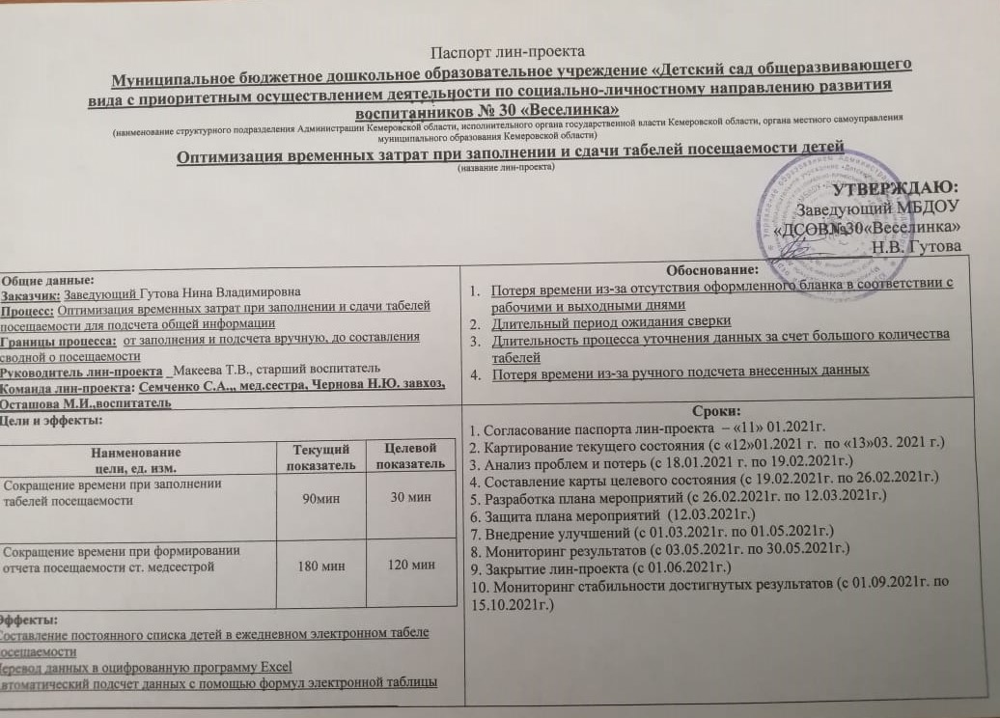 Паспорт лин-проекта
Муниципальное бюджетное дошкольное образовательное учреждение «Детский сад общеразвивающего
вида с приоритетным осуществлением деятельности по социально-личностному направлению развития
воспитанников № 30 «Веселинка»
(наименование структурного подразделения Администрации Кемеровской области, исполнительного органа государственной власти Кемеровской области, органа местного самоуправления
муниципального образования Кемеровской области)
Оптимизация временных затрат при заполнении и сдачи табелей посещаемости детей
(название лин-проекта)
УТВЕРЖДАЮ:
Заведующий МБДОУ
«ДСОВ№30«Веселинка»
Н.В. Гутова
Общие данные:
Заказчик: Заведующий Гутова Нина Владимировна
Процесс: Оптимизация временных затрат при заполнении и сдачи табелей
посещаемости для подсчета общей информации
Границы процесса: от заполнения и подсчета вручную, до составления
сводной о посещаемости
Руководитель лин-проекта _Макеева Т.В., старший воспитатель
Команда лин-проекта: Семченко С.А.,, мед.сестра, Чернова Н.Ю. завхоз,
Осташова М.И.,воспитатель
Обоснование:
1. Потеря времени из-за отсутствия оформленного бланка в соответствии с
рабочими и выходными днями
2. Длительный период ожидания сверки
3. Длительность процесса уточнения данных за счет большого количества
табелей
4. Потеря времени из-за ручного подсчета внесенных данных
Цели и эффекты:
Наименование
цели, ед. изм.
Текущий
показатель
Целевой
показатель
Сокращение времени при заполнении
табелей посещаемости
90мин
30 мин
Сокращение времени при формировании
отчета посещаемости ст. медсестрой
180 мин
120 мин
Эффекты:
Составление постоянного списка детей в ежедневном электронном табеле
посещаемости
Перевод данных в оцифрованную программу Excel
Автоматический подсчет данных с помощью формул электронной таблицы
Сроки:
1. Согласование паспорта лин-проекта – «11» 01.2021г.
2. Картирование текущего состояния (с «12»01.2021 г. по «13»03. 2021 г.)
3. Анализ проблем и потерь (с 18.01.2021 г. по 19.02.2021г.)
4. Составление карты целевого состояния (с 19.02.2021г. по 26.02.2021г.)
5. Разработка плана мероприятий (с 26.02.2021г. по 12.03.2021г.)
6. Защита плана мероприятий (12.03.2021г.)
7. Внедрение улучшений (с 01.03.2021г. по 01.05.2021г.)
8. Мониторинг результатов (с 03.05.2021г. по 30.05.2021г.)
9. Закрытие лин-проекта (с 01.06.2021г.)
10. Мониторинг стабильности достигнутых результатов (с 01.09.2021г. по
15.10.2021г.)